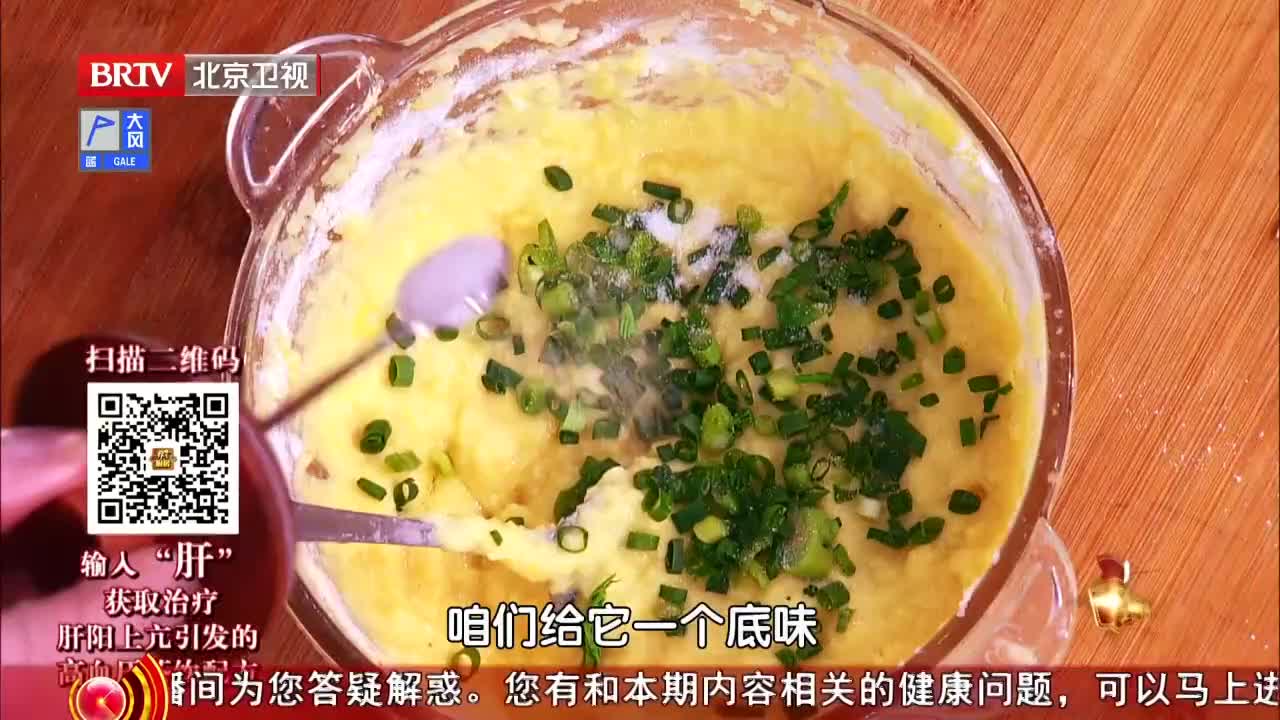 BRTV 北京卫视
大风
蓝 GALE
扫描二维码
输入“肝”
获取治疗
肝阳上亢引发的
咱们给它一个底味
播间为您答疑解惑。您有和本期内容相关的健康问题，可以马上进